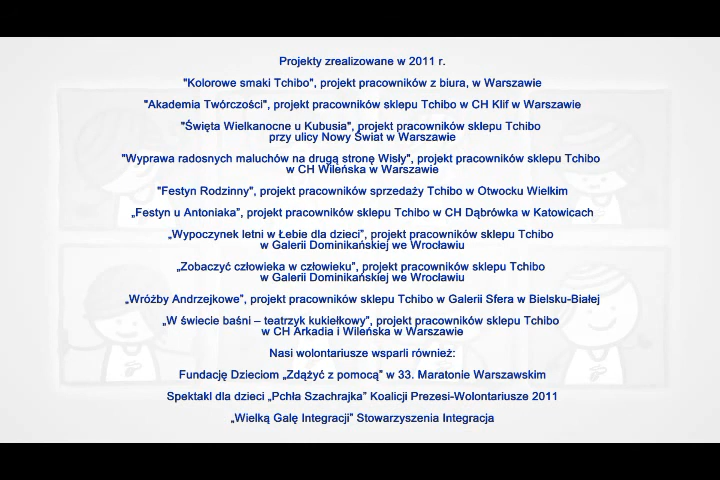 Projekty zrealizowane w 2011 r.
"Kolorowe smaki Tchibo", projekt pracowników z biura, w Warszawie
"Akademia Twórczości", projekt pracowników sklepu Tchibo w CH Klif w Warszawie
"Święta Wielkanocne u Kubusia", projekt pracowników sklepu Tchibo
przy ulicy Nowy Świat w Warszawie
"Wyprawa radosnych maluchów na drugą stronę Wisły", projekt pracowników sklepu Tchibo
w CH Wileńska w Warszawie
"Festyn Rodzinny", projekt pracowników sprzedaży Tchibo w Otwocku Wielkim
„Festyn u Antoniaka”, projekt pracowników sklepu Tchibo w CH Dąbrówka w Katowicach
„Wypoczynek letni w Łebie dla dzieci”, projekt pracowników sklepu Tchibo
w Galerii Dominikańskiej we Wrocławiu
„Zobaczyć człowieka w człowieku”, projekt pracowników sklepu Tchibo
w Galerii Dominikańskiej we Wrocławiu
„Wróżby Andrzejkowe”, projekt pracowników sklepu Tchibo w Galerii Sfera w Bielsku-Białej
„W świecie baśni – teatrzyk kukiełkowy”, projekt pracowników sklepu Tchibo
w CH Arkadia i Wileńska w Warszawie
Nasi wolontariusze wsparli również:
Fundację Dzieciom „Zdążyć z pomocą” w 33. Maratonie Warszawskim
Spektakl dla dzieci „Pchła Szachrajka” Koalicji Prezesi-Wolontariusze 2011
„Wielką Galę Integracji” Stowarzyszenia Integracja